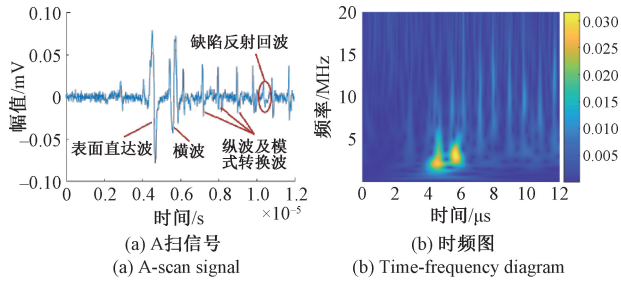 0.10
0.05
0
−0.05
−0.10
幅值/mV
缺陷反射回波
表面直达波
横波
纵波及模
式转换波
0 0.2 0.4 0.6 0.8 1.0 1.2
×10⁻⁵
时间/s
(a) A扫信号
(a) A-scan signal
20
15
10
5
频率/MHz
0 2 4 6 8 10 12
时间/μs
0.030
0.025
0.020
0.015
0.010
0.005
(b) 时频图
(b) Time-frequency diagram